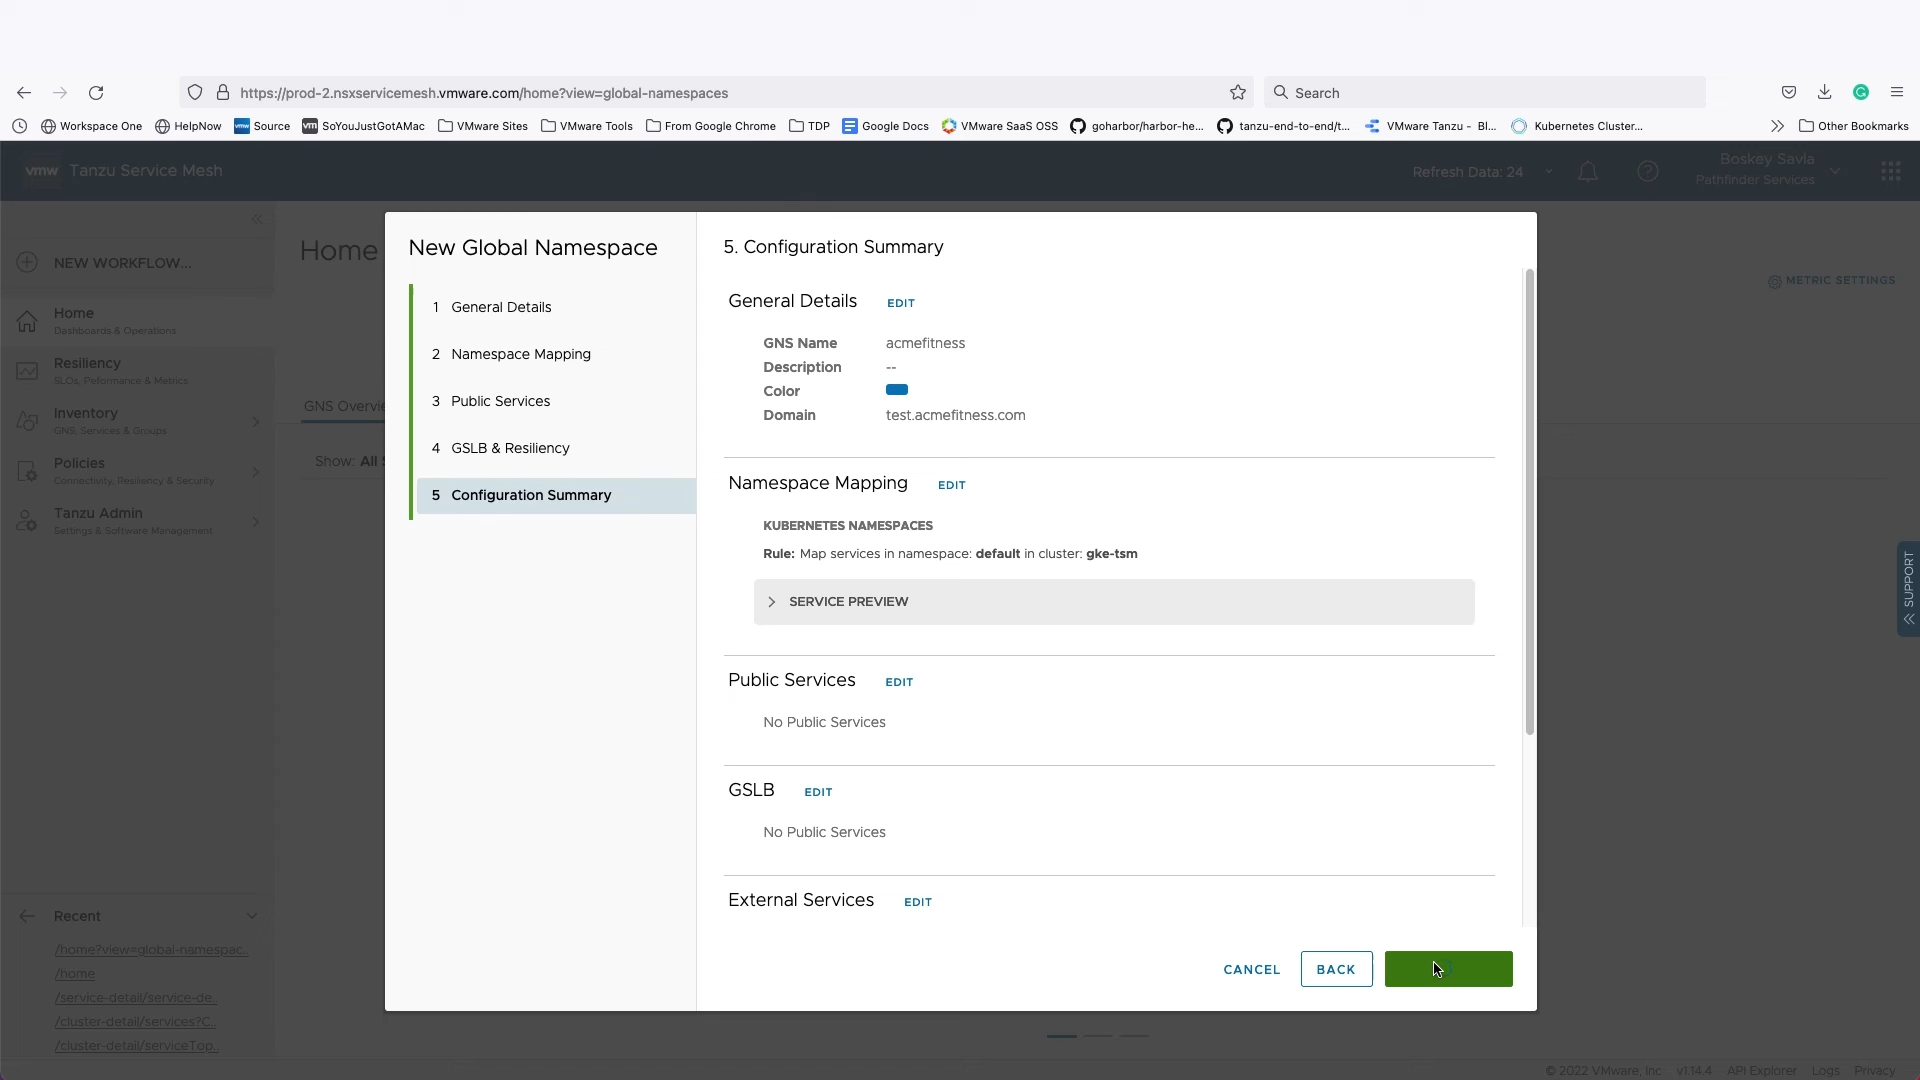 https://prod-2.nsxservicemesh.vmware.com/home?view=global-namespaces
Search
Workspace One
HelpNow
vmw Source
vm SoYouJustGotAMac
VMware Sites
VMware Tools
From Google Chrome
TDP
Google Docs
VMware SaaS OSS
goharbor/harbor-he...
tanzu-end-to-end/t...
VMware Tanzu - Bl...
Kubernetes Cluster...
Other Bookmarks
vmw Tanzu Service Mesh
Refresh Data: 24
Boskey Savla
Pathfinder Services
NEW WORKFLOW...
Home
Dashboards & Operations
Resiliency
SLOs, Peformance & Metrics
Inventory
GNS, Services & Groups
Policies
Connectivity, Resiliency & Security
Tanzu Admin
Settings & Software Management
Recent
/home?view=global-namespac..
/home
/service-detail/service-de..
/cluster-detail/services?C..
/cluster-detail/serviceTop..
Home
METRIC SETTINGS
GNS Overvie
Show: All S
New Global Namespace
1 General Details
2 Namespace Mapping
3 Public Services
4 GSLB & Resiliency
5 Configuration Summary
5. Configuration Summary
General Details EDIT
GNS Name acmefitness
Description --
Color
Domain test.acmefitness.com
Namespace Mapping EDIT
KUBERNETES NAMESPACES
Rule: Map services in namespace: default in cluster: gke-tsm
SERVICE PREVIEW
Public Services EDIT
No Public Services
GSLB EDIT
No Public Services
External Services EDIT
CANCEL
BACK
SUPPORT
© 2022 VMware, Inc v1.14.4 API Explorer Logs Privacy